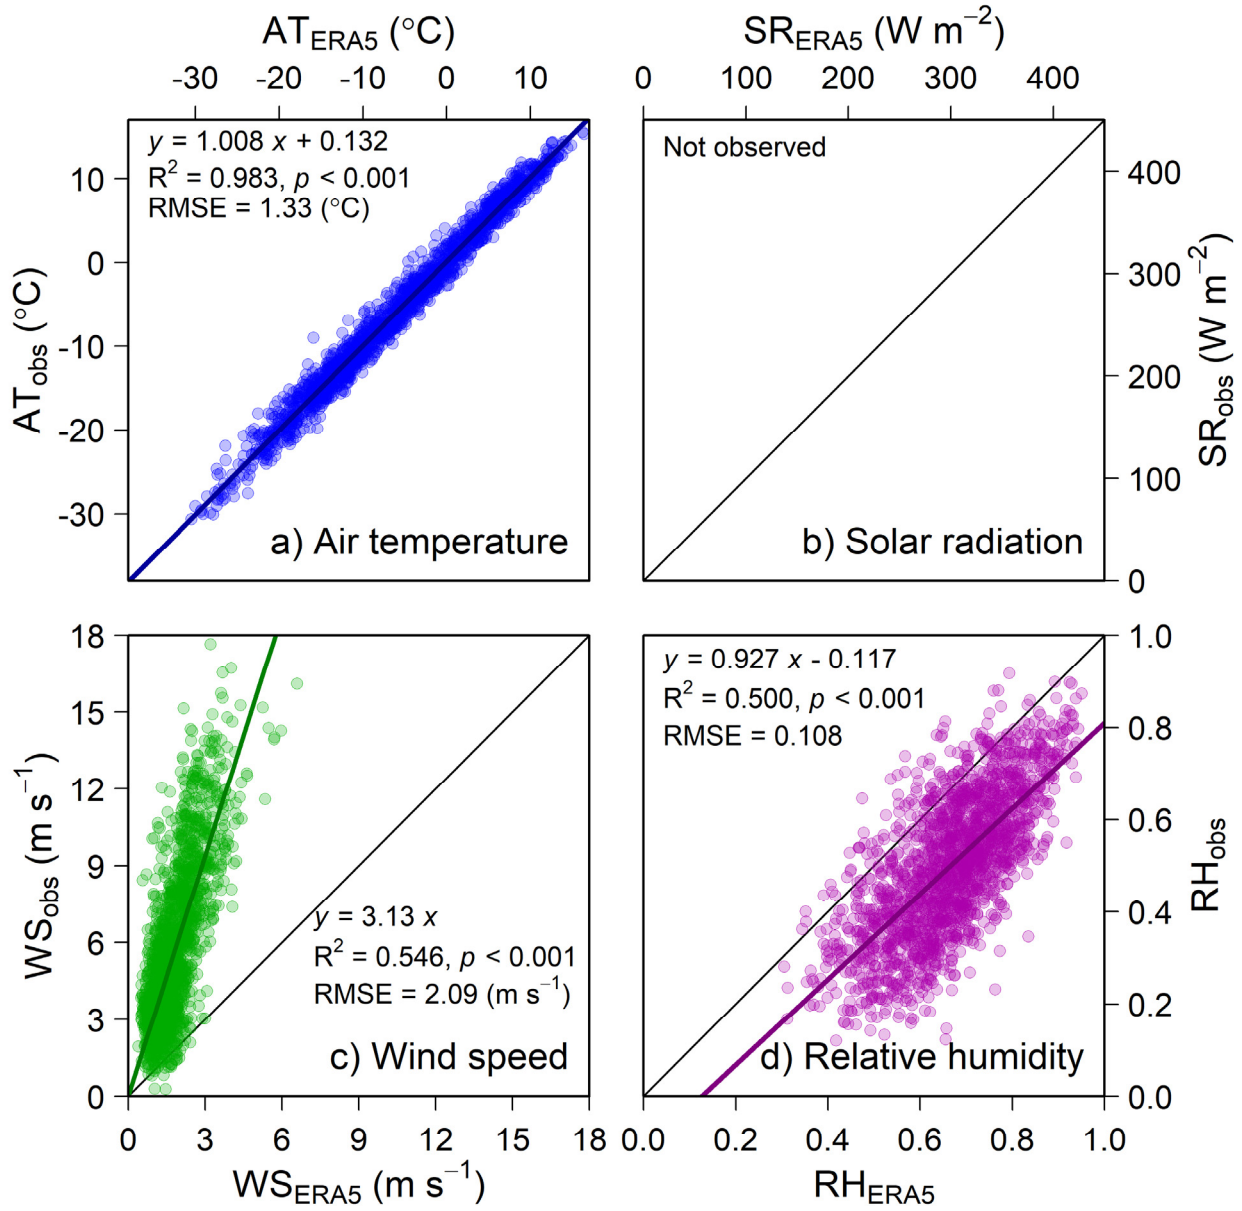 AT_ERA5 (°C)
SR_ERA5 (W m⁻²)
-30 -20 -10 0 10
0 100 200 300 400
y = 1.008 x + 0.132
R² = 0.983, p < 0.001
RMSE = 1.33 (°C)
10
0
-10
-20
-30
AT_obs (°C)
a) Air temperature
Not observed
400
300
200
100
0
SR_obs (W m⁻²)
b) Solar radiation
18
15
12
9
6
3
0
WS_obs (m s⁻¹)
y = 3.13 x
R² = 0.546, p < 0.001
RMSE = 2.09 (m s⁻¹)
c) Wind speed
0 3 6 9 12 15 18
WS_ERA5 (m s⁻¹)
y = 0.927 x - 0.117
R² = 0.500, p < 0.001
RMSE = 0.108
1.0
0.8
0.6
0.4
0.2
0.0
RH_obs
d) Relative humidity
0.0 0.2 0.4 0.6 0.8 1.0
RH_ERA5